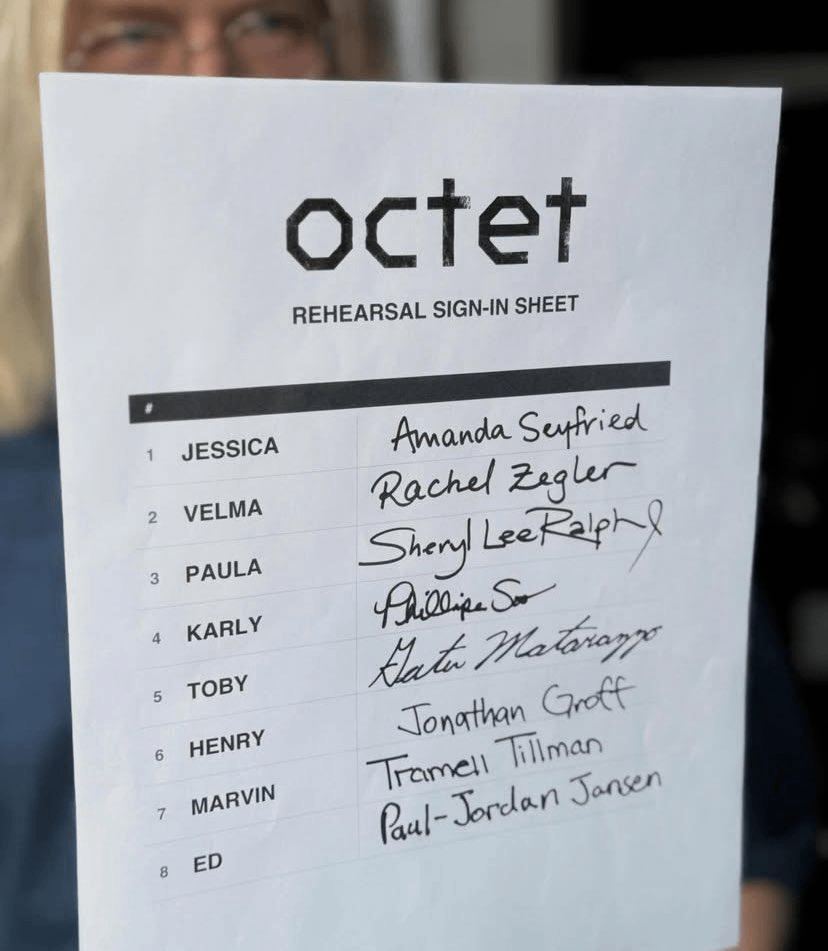 octet
REHEARSAL SIGN-IN SHEET
#
1 JESSICA Amanda Seyfried
2 VELMA Rachel Zegler
3 PAULA Sheryl Lee Ralph
4 KARLY Phillipa Soo
5 TOBY Gaten Matarazzo
6 HENRY Jonathan Groff
7 MARVIN Tramell Tillman
8 ED Paul-Jordan Jansen